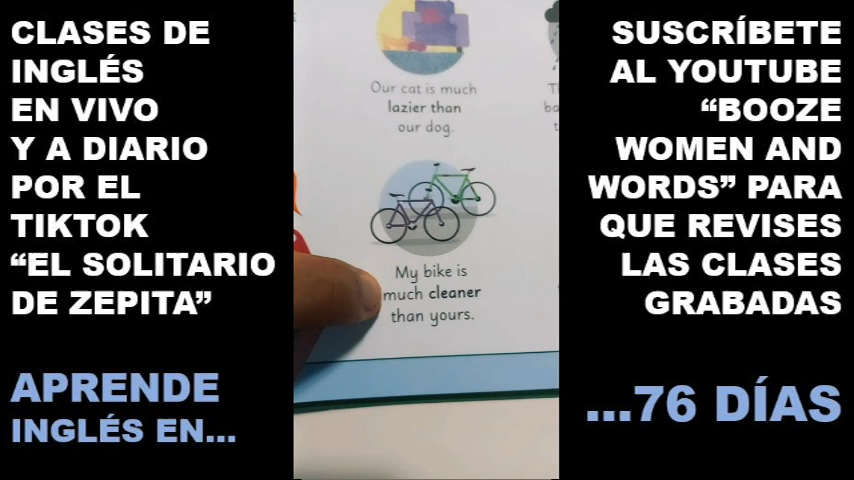 CLASES DE
INGLÉS
EN VIVO
Y A DIARIO
POR EL
TIKTOK
“EL SOLITARIO
DE ZEPITA”
APRENDE
INGLÉS EN...
Our cat is much
lazier than
our dog.
My bike is
much cleaner
than yours.
SUSCRÍBETE
AL YOUTUBE
“BOOZE
WOMEN AND
WORDS” PARA
QUE REVISES
LAS CLASES
GRABADAS
...76 DÍAS